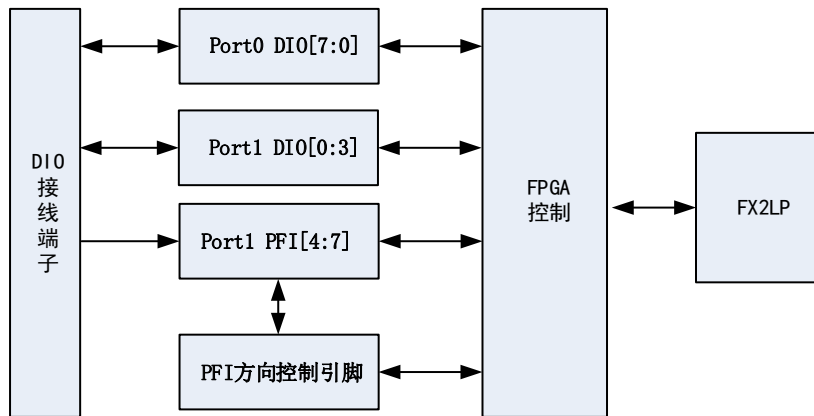 Port0 DIO[7:0]
Port1 DIO[0:3]
DIO
接
线
端
子
Port1 PFI[4:7]
PFI方向控制引脚
FPGA
控制
FX2LP